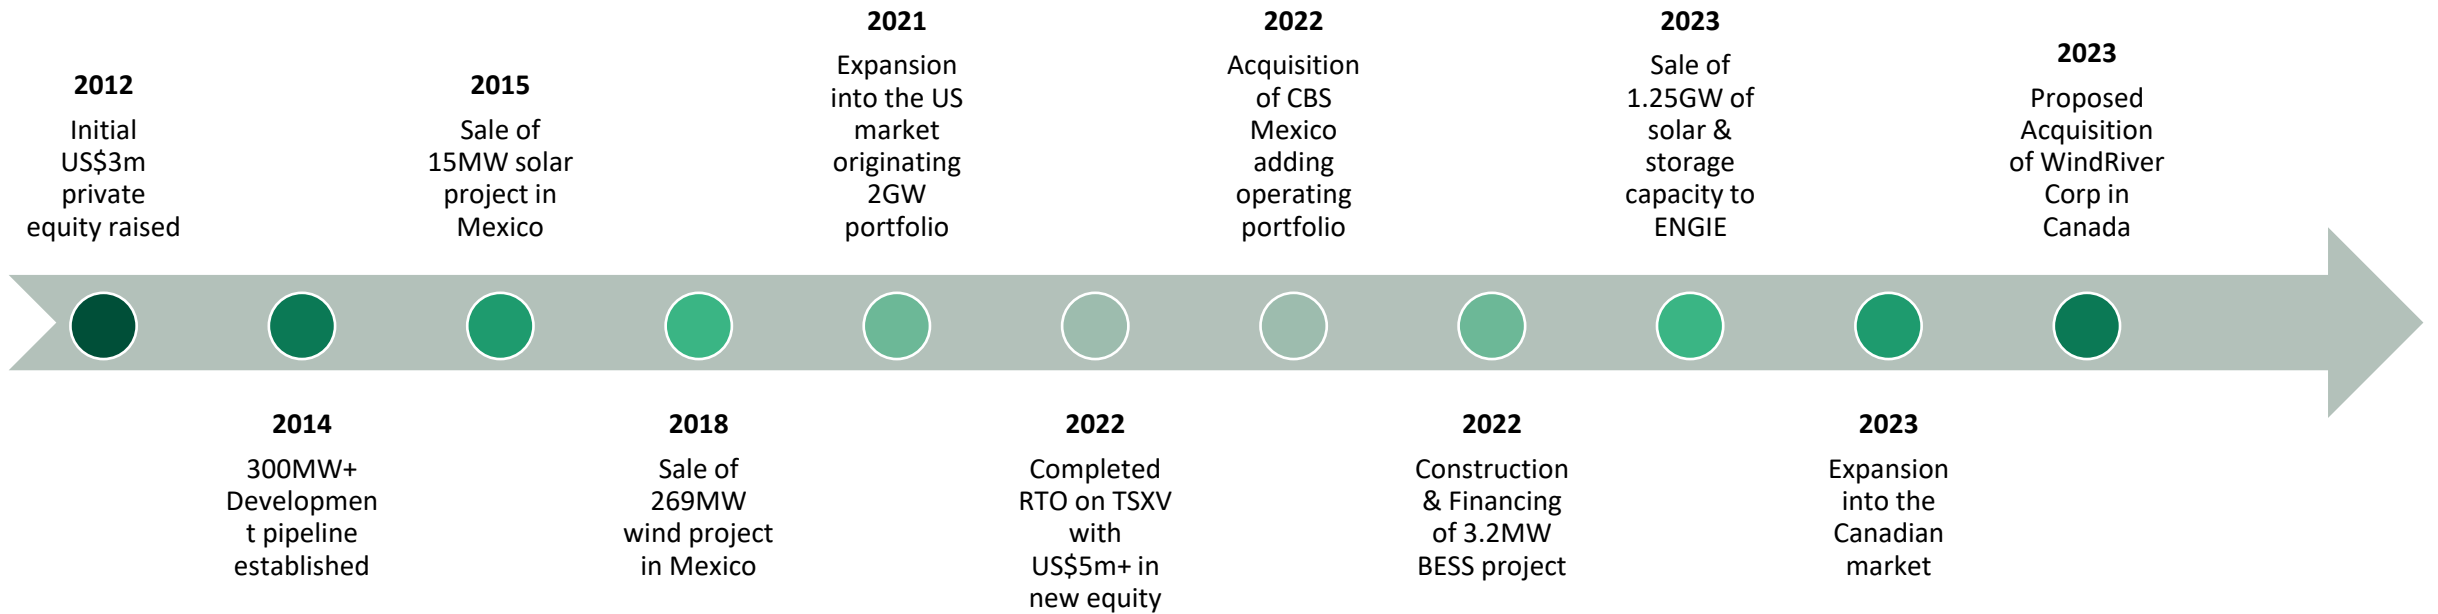 2012
Initial
US$3m
private
equity raised
2014
300MW+
Developmen
t pipeline
established
2015
Sale of
15MW solar
project in
Mexico
2018
Sale of
269MW
wind project
in Mexico
2021
Expansion
into the US
market
originating
2GW
portfolio
2022
Completed
RTO on TSXV
with
US$5m+ in
new equity
2022
Acquisition
of CBS
Mexico
adding
operating
portfolio
2022
Construction
& Financing
of 3.2MW
BESS project
2023
Sale of
1.25GW of
solar &
storage
capacity to
ENGIE
2023
Expansion
into the
Canadian
market
2023
Proposed
Acquisition
of WindRiver
Corp in
Canada